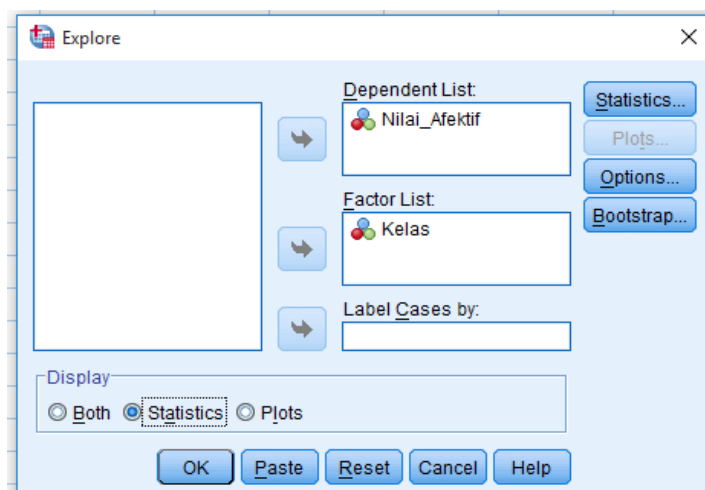 Explore
Dependent List:
Nilai_Afektif
Statistics...
Plots...
Options...
Bootstrap...
Factor List:
Kelas
Label Cases by:
Display
Both Statistics Plots
OK Paste Reset Cancel Help